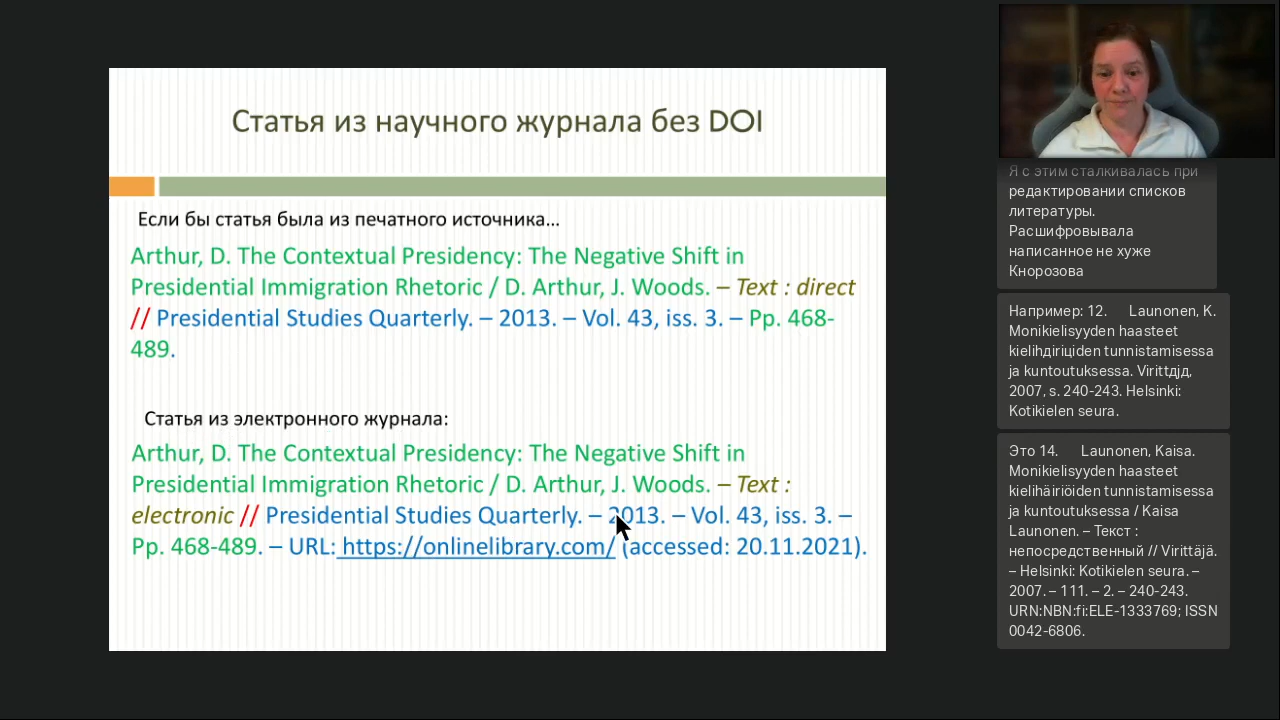 Статья из научного журнала без DOI
Если бы статья была из печатного источника…
Arthur, D. The Contextual Presidency: The Negative Shift in
Presidential Immigration Rhetoric / D. Arthur, J. Woods. – Text : direct
// Presidential Studies Quarterly. – 2013. – Vol. 43, iss. 3. – Pp. 468-
489.
Статья из электронного журнала:
Arthur, D. The Contextual Presidency: The Negative Shift in
Presidential Immigration Rhetoric / D. Arthur, J. Woods. – Text :
electronic // Presidential Studies Quarterly. – 2013. – Vol. 43, iss. 3. –
Pp. 468-489. – URL: https://onlinelibrary.com/ (accessed: 20.11.2021).
Я с этим сталкивалась при
редактировании списков
литературы.
Расшифровывала
написанное не хуже
Кнорозова
Например: 12. Launonen, K.
Monikielisyyden haasteet
kielihдiriцiden tunnistamisessa
ja kuntoutuksessa. Virittдjд,
2007, s. 240-243. Helsinki:
Kotikielen seura.
Это 14. Launonen, Kaisa.
Monikielisyyden haasteet
kielihäiriöiden tunnistamisessa
ja kuntoutuksessa / Kaisa
Launonen. – Текст :
непосредственный // Virittäjä.
– Helsinki: Kotikielen seura. –
2007. – 111. – 2. – 240-243.
URN:NBN:fi:ELE-1333769; ISSN
0042-6806.